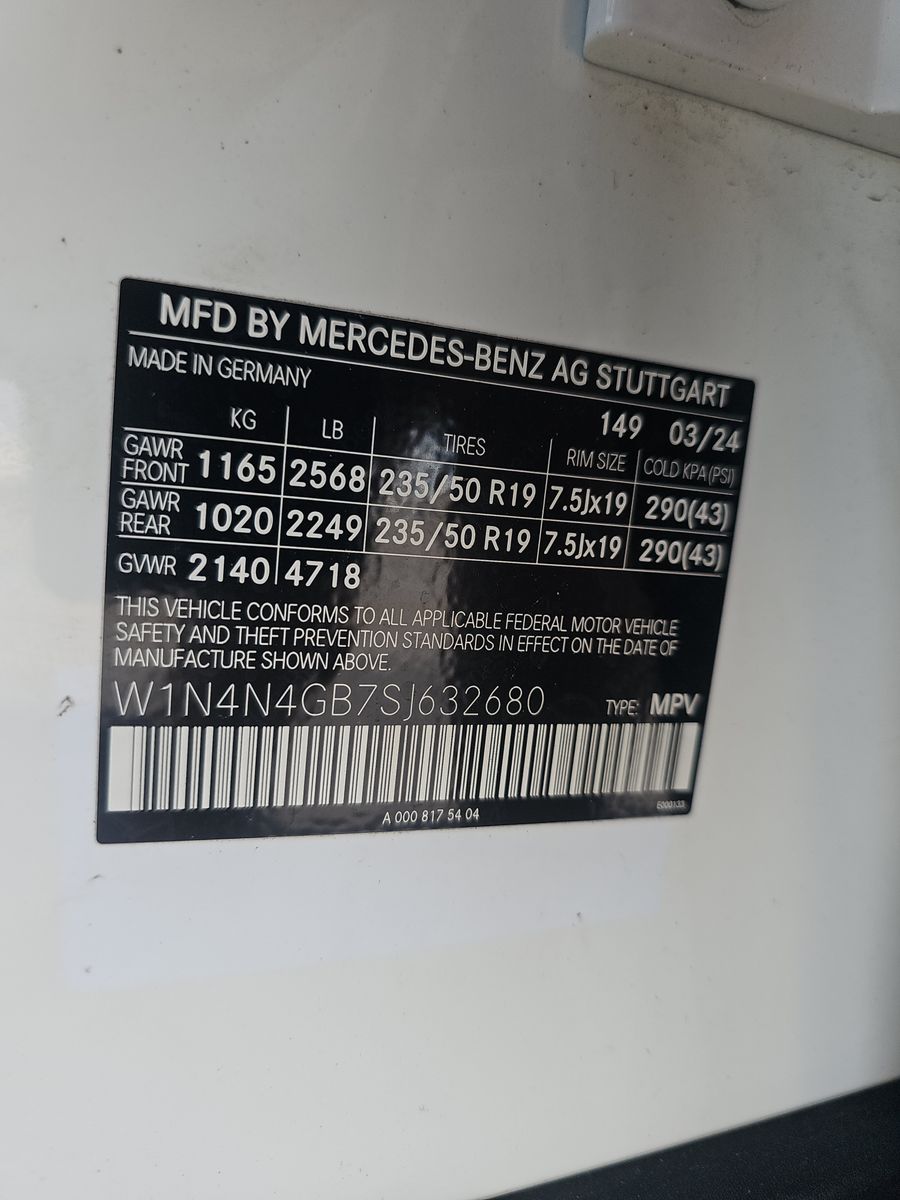 MFD BY MERCEDES-BENZ AG STUTTGART
MADE IN GERMANY
149 03/24
KG LB TIRES RIM SIZE COLD KPA (PSI)
GAWR FRONT 1165 2568 235/50 R19 7.5Jx19 290(43)
GAWR REAR 1020 2249 235/50 R19 7.5Jx19 290(43)
GVWR 2140 4718
THIS VEHICLE CONFORMS TO ALL APPLICABLE FEDERAL MOTOR VEHICLE
SAFETY AND THEFT PREVENTION STANDARDS IN EFFECT ON THE DATE OF
MANUFACTURE SHOWN ABOVE.
W1N4N4GB7SJ632680 TYPE: MPV
A 000 817 54 04